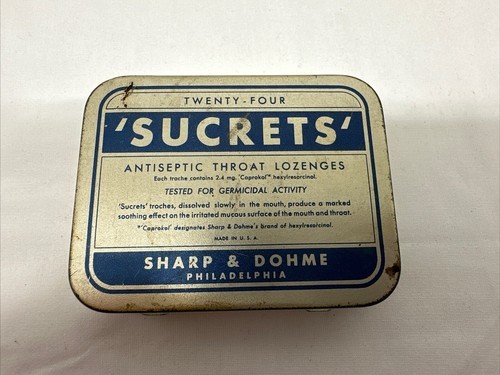 TWENTY-FOUR
'SUCRETS'
ANTISEPTIC THROAT LOZENGES
Each troche contains 2.4 mg. 'Caprokol'* hexylresorcinol.
TESTED FOR GERMICIDAL ACTIVITY
'Sucrets' troches, dissolved slowly in the mouth, produce a marked
soothing effect on the irritated mucous surface of the mouth and throat.
*'Caprokol' designates Sharp & Dohme's brand of hexylresorcinol.
MADE IN U. S. A.
SHARP & DOHME
PHILADELPHIA